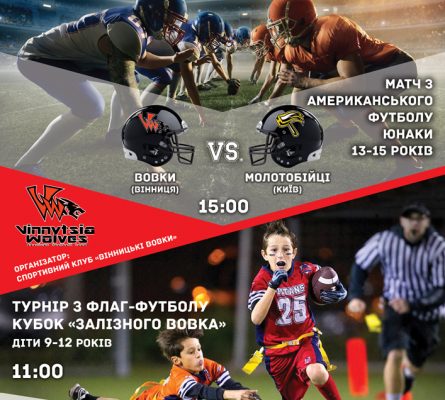 МАТЧ З
АМЕРИКАНСЬКОГО
ФУТБОЛУ
ЮНАКИ
13-15 РОКІВ
VS.
ВОВКИ
(ВІННИЦЯ)
МОЛОТОБІЙЦІ
(КИЇВ)
15:00
Vinnytsia
Wolves
ОРГАНІЗАТОР:
СПОРТИВНИЙ КЛУБ «ВІННИЦЬКІ ВОВКИ»
ТУРНІР З ФЛАГ-ФУТБОЛУ
КУБОК «ЗАЛІЗНОГО ВОВКА»
ДІТИ 9-12 РОКІВ
11:00
TITANS
25